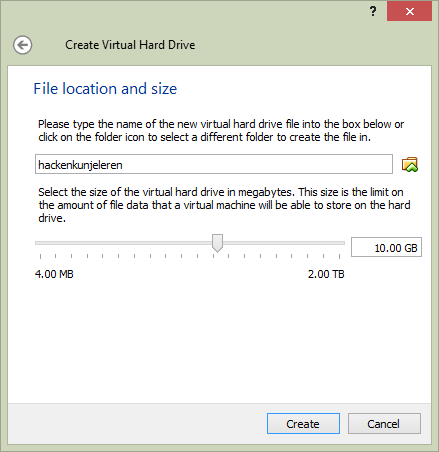 ?
Create Virtual Hard Drive
File location and size
Please type the name of the new virtual hard drive file into the box below or
click on the folder icon to select a different folder to create the file in.
hackenkunjeleren
Select the size of the virtual hard drive in megabytes. This size is the limit on
the amount of file data that a virtual machine will be able to store on the hard
drive.
10.00 GB
4.00 MB 2.00 TB
Create Cancel